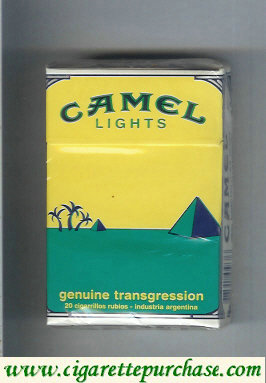 CAMEL
LIGHTS
CAMEL
genuine transgression
20 cigarrillos rubios - industria argentina
www.cigarettepurchase.com